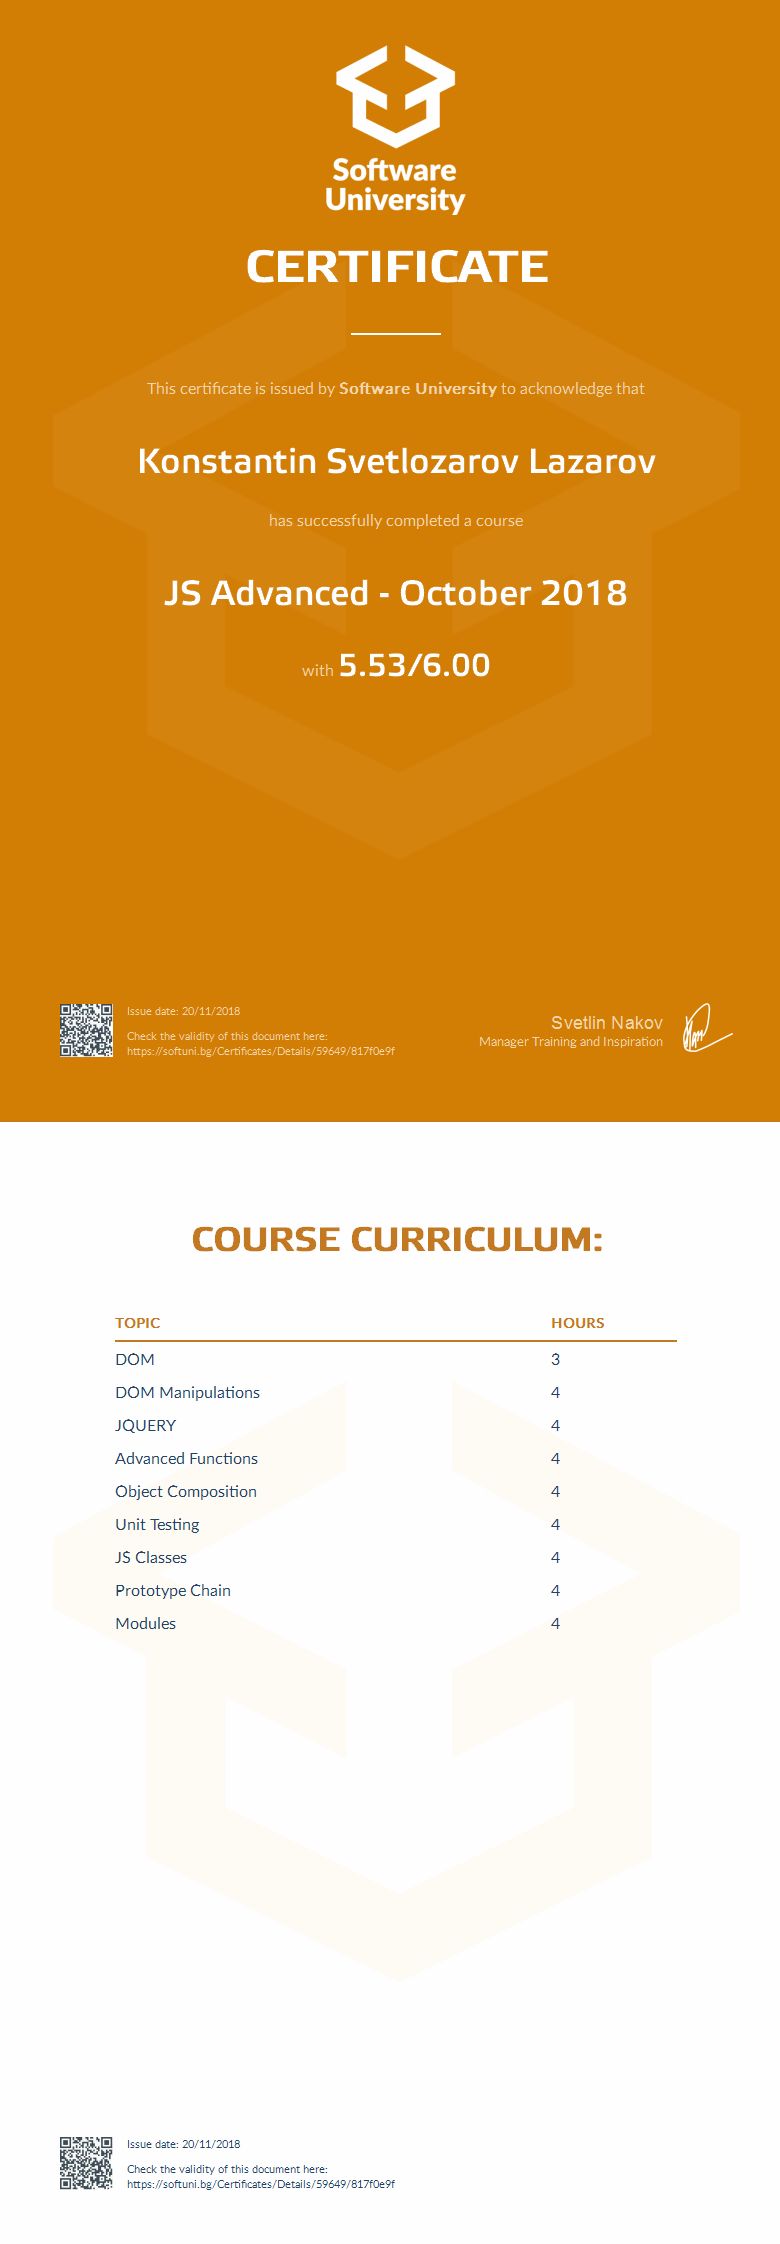 Software
University
CERTIFICATE
This certificate is issued by Software University to acknowledge that
Konstantin Svetlozarov Lazarov
has successfully completed a course
JS Advanced - October 2018
with 5.53/6.00
Issue date: 20/11/2018
Check the validity of this document here:
https://softuni.bg/Certificates/Details/59649/817f0e9f
Svetlin Nakov
Manager Training and Inspiration
COURSE CURRICULUM:
TOPIC HOURS
DOM 3
DOM Manipulations 4
JQUERY 4
Advanced Functions 4
Object Composition 4
Unit Testing 4
JS Classes 4
Prototype Chain 4
Modules 4
Issue date: 20/11/2018
Check the validity of this document here:
https://softuni.bg/Certificates/Details/59649/817f0e9f